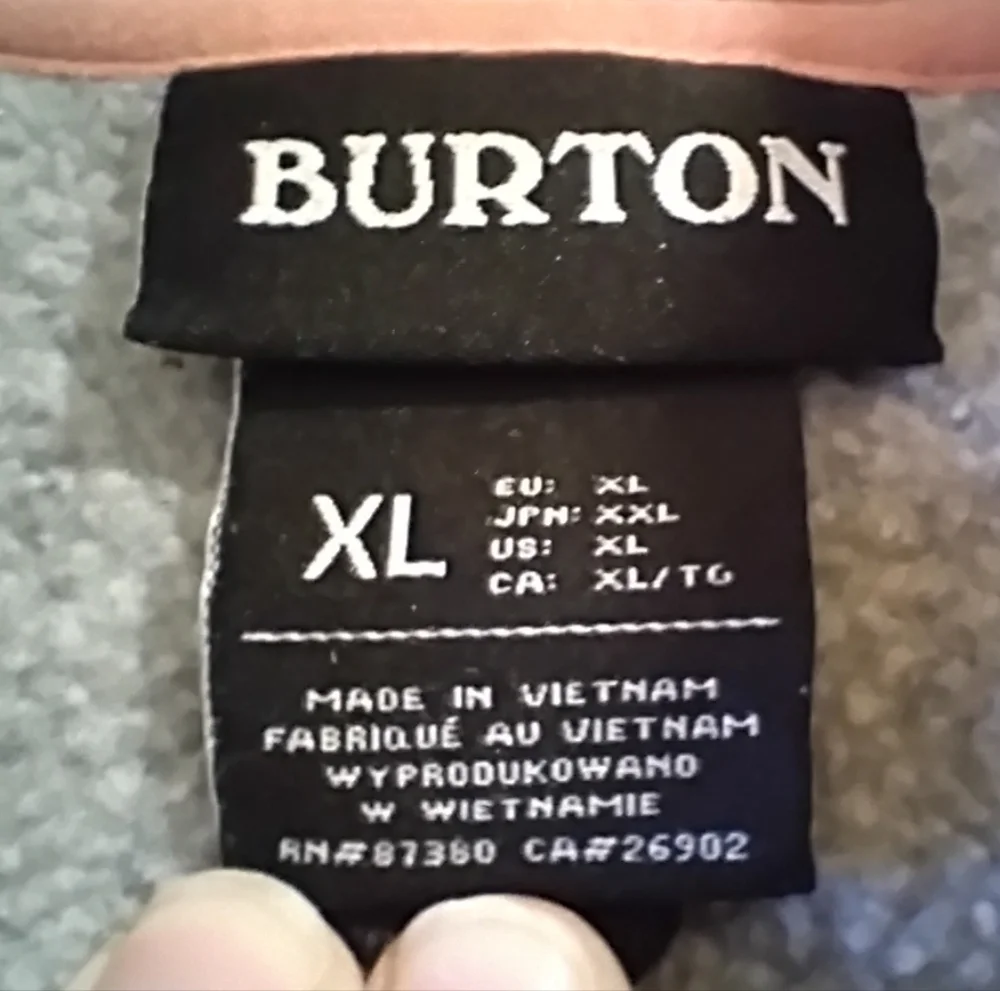 BURTON
XL
EU: XL
JPN: XXL
US: XL
CA: XL/TG
MADE IN VIETNAM
FABRIQUÉ AU VIETNAM
WYPRODUKOWANO
W WIETNAMIE
RN#87380 CA#26902